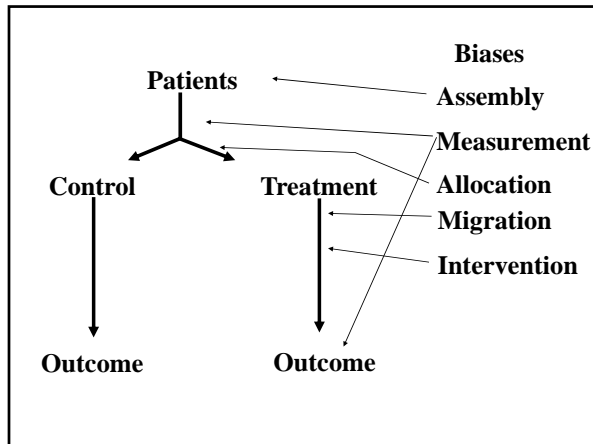 Biases
Patients
Assembly
Measurement
Control
Treatment
Allocation
Migration
Intervention
Outcome
Outcome